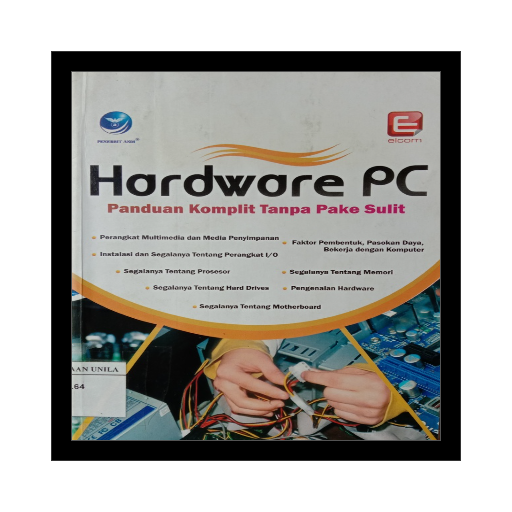 PENERBIT ANDI
elcom
Hardware PC
Panduan Komplit Tanpa Pake Sulit
Perangkat Multimedia dan Media Penyimpanan
Faktor Pembentuk, Pasokan Daya,
Bekerja dengan Komputer
Instalasi dan Segalanya Tentang Perangkat I/O
Segalanya Tentang Prosesor
Segalanya Tentang Memori
Segalanya Tentang Hard Drives
Pengenalan Hardware
Segalanya Tentang Motherboard
AAN UNILA
.64